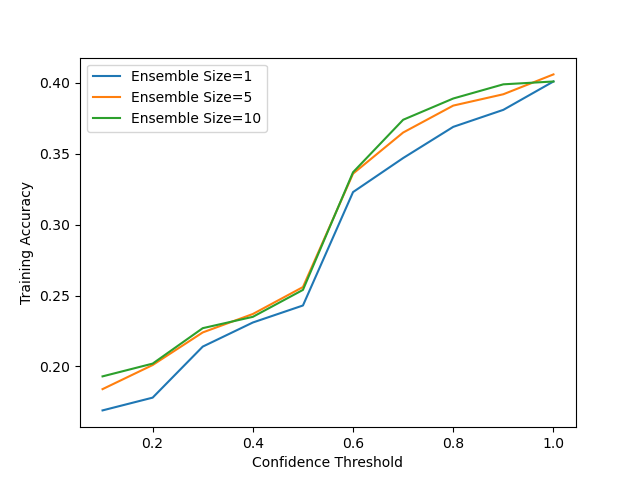 Ensemble Size=1
Ensemble Size=5
Ensemble Size=10
0.40
0.35
0.30
0.25
0.20
Training Accuracy
0.2
0.4
0.6
0.8
1.0
Confidence Threshold